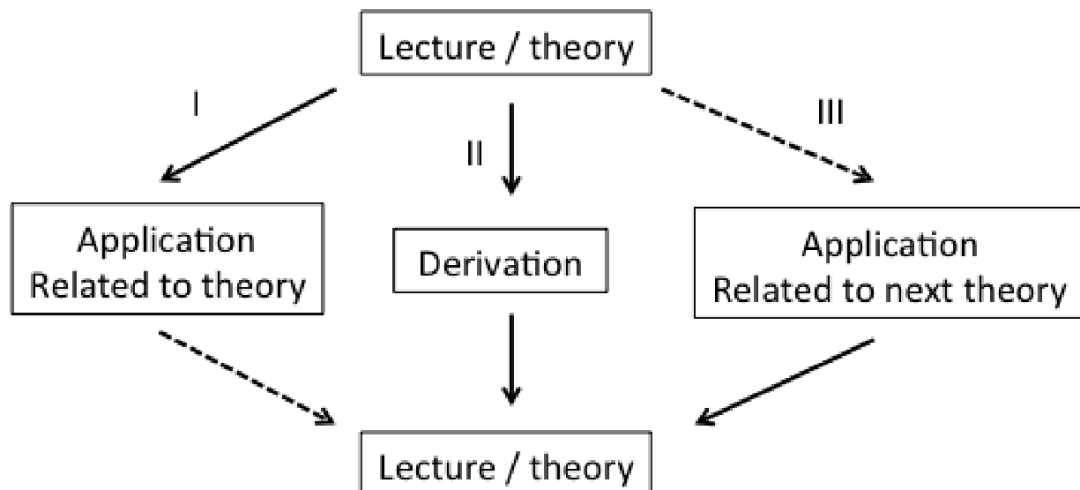 Lecture / theory
I
II
III
Application
Related to theory
Derivation
Application
Related to next theory
Lecture / theory